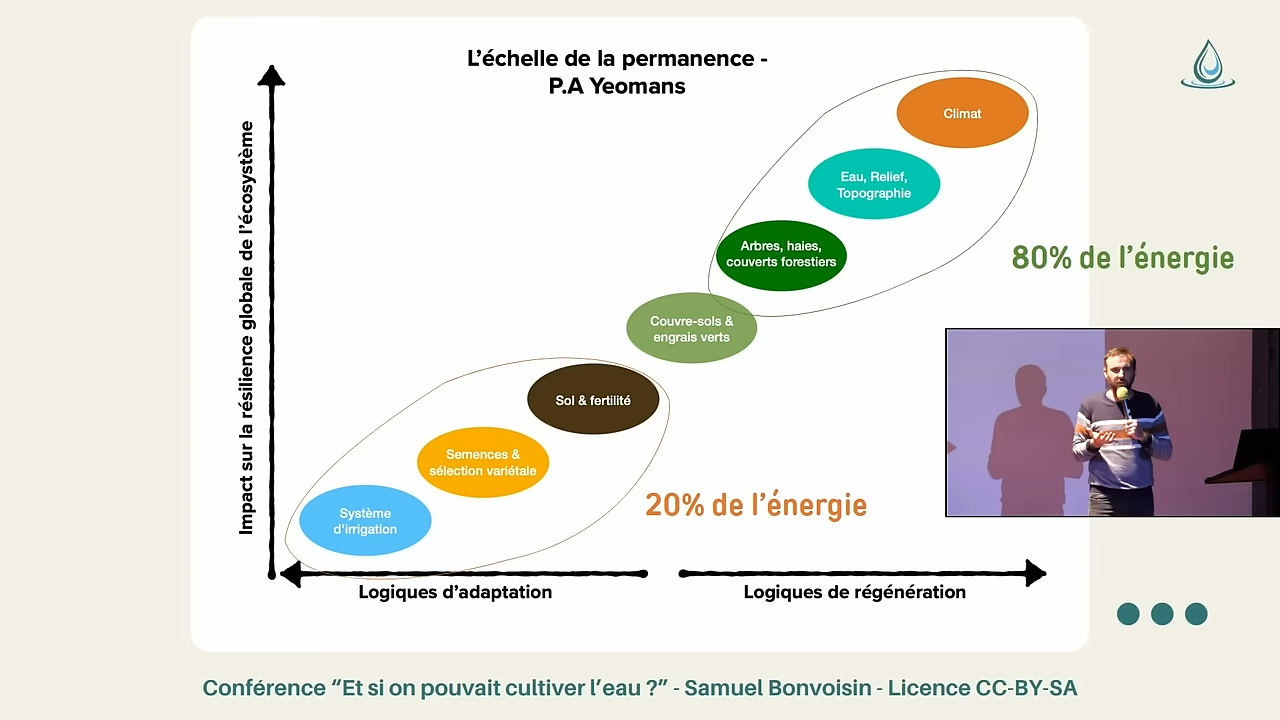 L’échelle de la permanence -
P.A Yeomans
Impact sur la résilience globale de l’écosystème
Climat
Eau, Relief,
Topographie
Arbres, haies,
couverts forestiers
80% de l’énergie
Couvre-sols &
engrais verts
Sol & fertilité
Semences &
sélection variétale
20% de l’énergie
Système
d’irrigation
Logiques d’adaptation
Logiques de régénération
Conférence “Et si on pouvait cultiver l’eau ?” - Samuel Bonvoisin - Licence CC-BY-SA